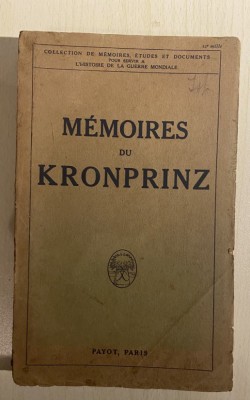 COLLECTION DE MÉMOIRES, ÉTUDES ET DOCUMENTS
POUR SERVIR A
L'HISTOIRE DE LA GUERRE MONDIALE
MÉMOIRES
DU
KRONPRINZ
PAYOT, PARIS